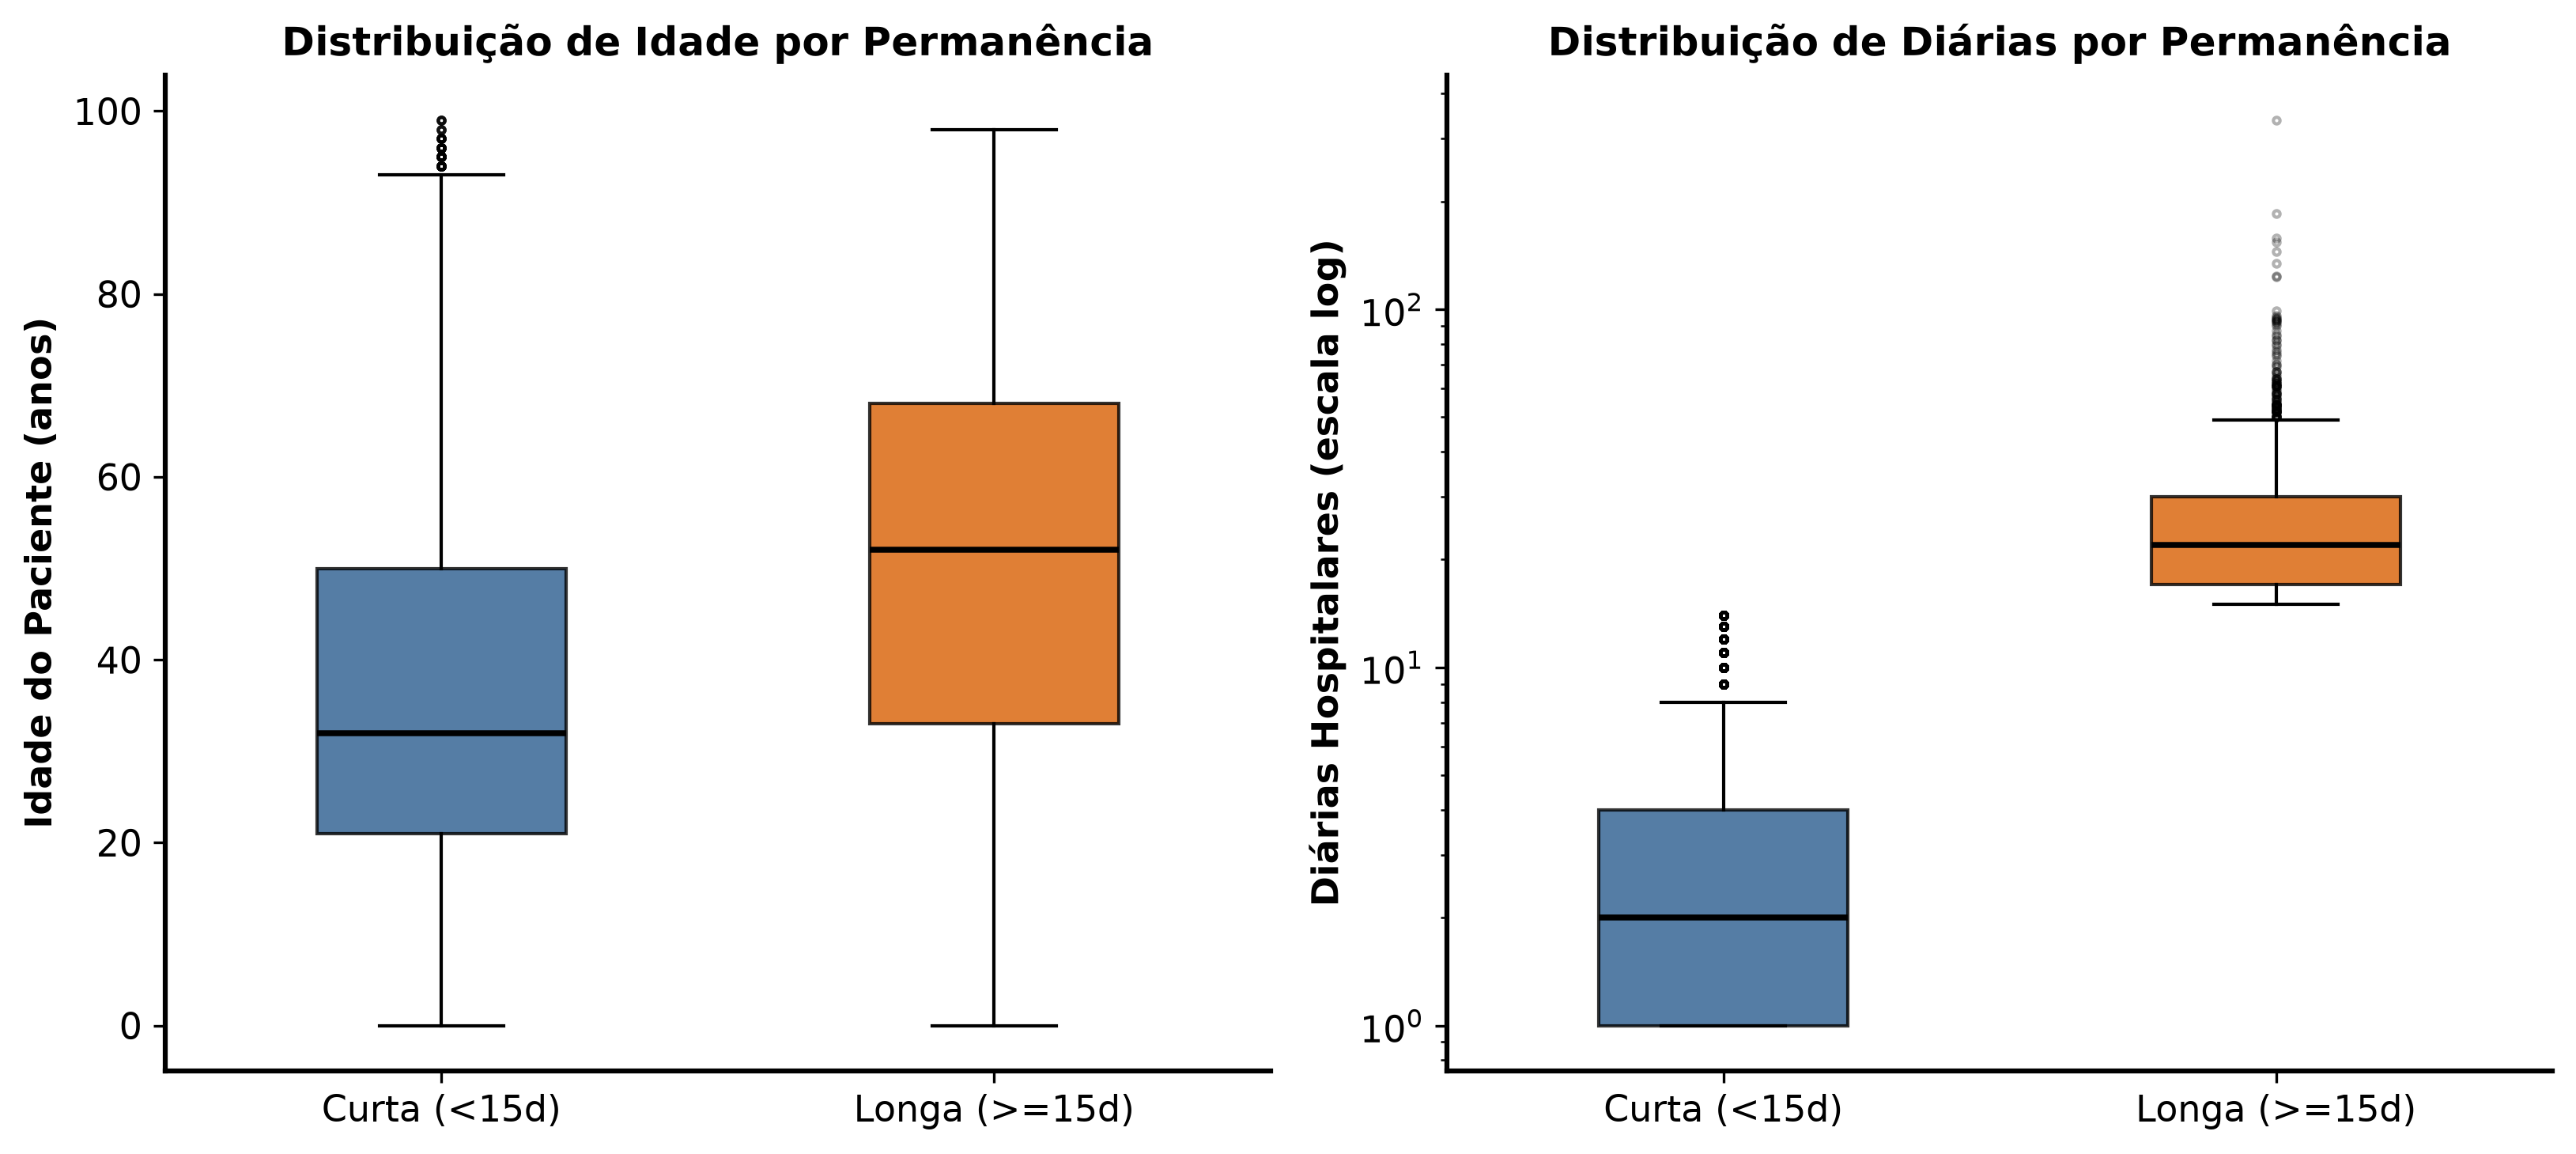 Distribuição de Idade por Permanência
Idade do Paciente (anos)
100
80
60
40
20
0
Curta (<15d)
Longa (>=15d)
Distribuição de Diárias por Permanência
Diárias Hospitalares (escala log)
10²
10¹
10⁰
Curta (<15d)
Longa (>=15d)